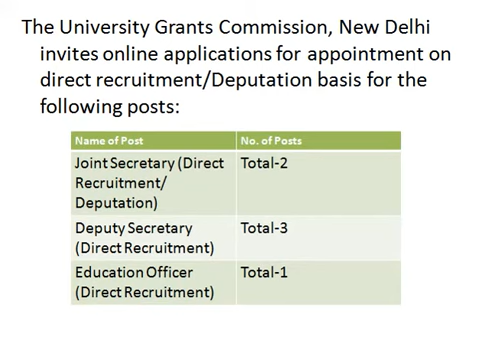 The University Grants Commission, New Delhi
invites online applications for appointment on
direct recruitment/Deputation basis for the
following posts:
Name of Post No. of Posts
Joint Secretary (Direct Total-2
Recruitment/
Deputation)
Deputy Secretary Total-3
(Direct Recruitment)
Education Officer Total-1
(Direct Recruitment)